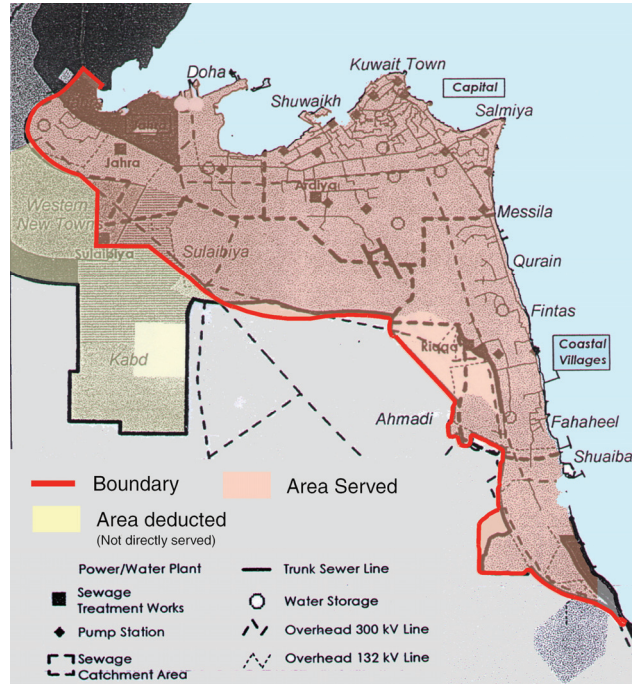 Doha
Kuwait Town
Capital
Shuwaikh
Salmiya
Jahra
Ardiya
Western
New Towns
Messila
Sulaibiya
Sulaibiya
Qurain
Fintas
Kabd
Riqqa
Coastal
Villages
Ahmadi
Fahaheel
Shuaiba
Boundary
Area Served
Area deducted
(Not directly served)
Power/Water Plant
Trunk Sewer Line
Sewage
Treatment Works
Water Storage
Pump Station
Overhead 300 kV Line
Sewage
Catchment Area
Overhead 132 kV Line